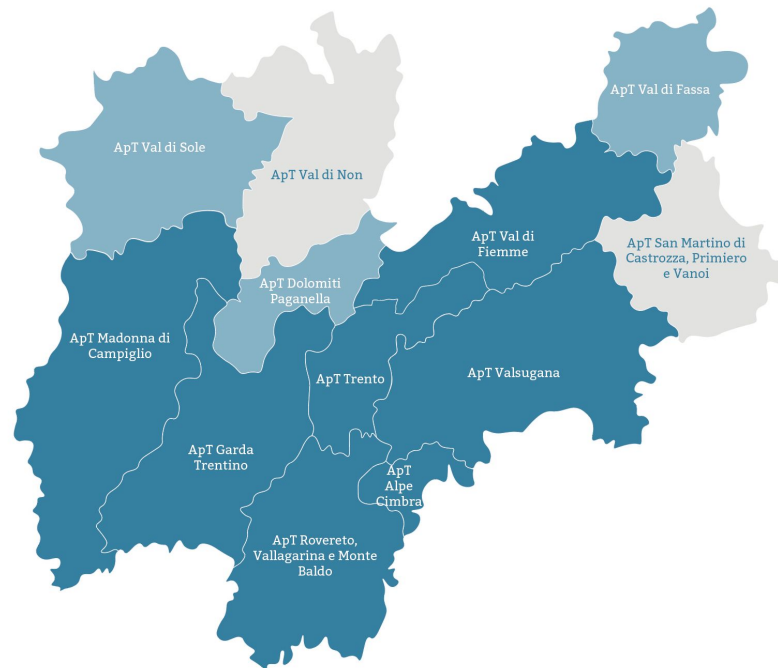 ApT Val di Fassa
ApT Val di Sole
ApT Val di Non
ApT Val di
Fiemme
ApT San Martino di
Castrozza, Primiero
e Vanoi
ApT Dolomiti
Paganella
ApT Madonna di
Campiglio
ApT Trento
ApT Valsugana
ApT Garda
Trentino
ApT
Alpe
Cimbra
ApT Rovereto,
Vallagarina e Monte
Baldo